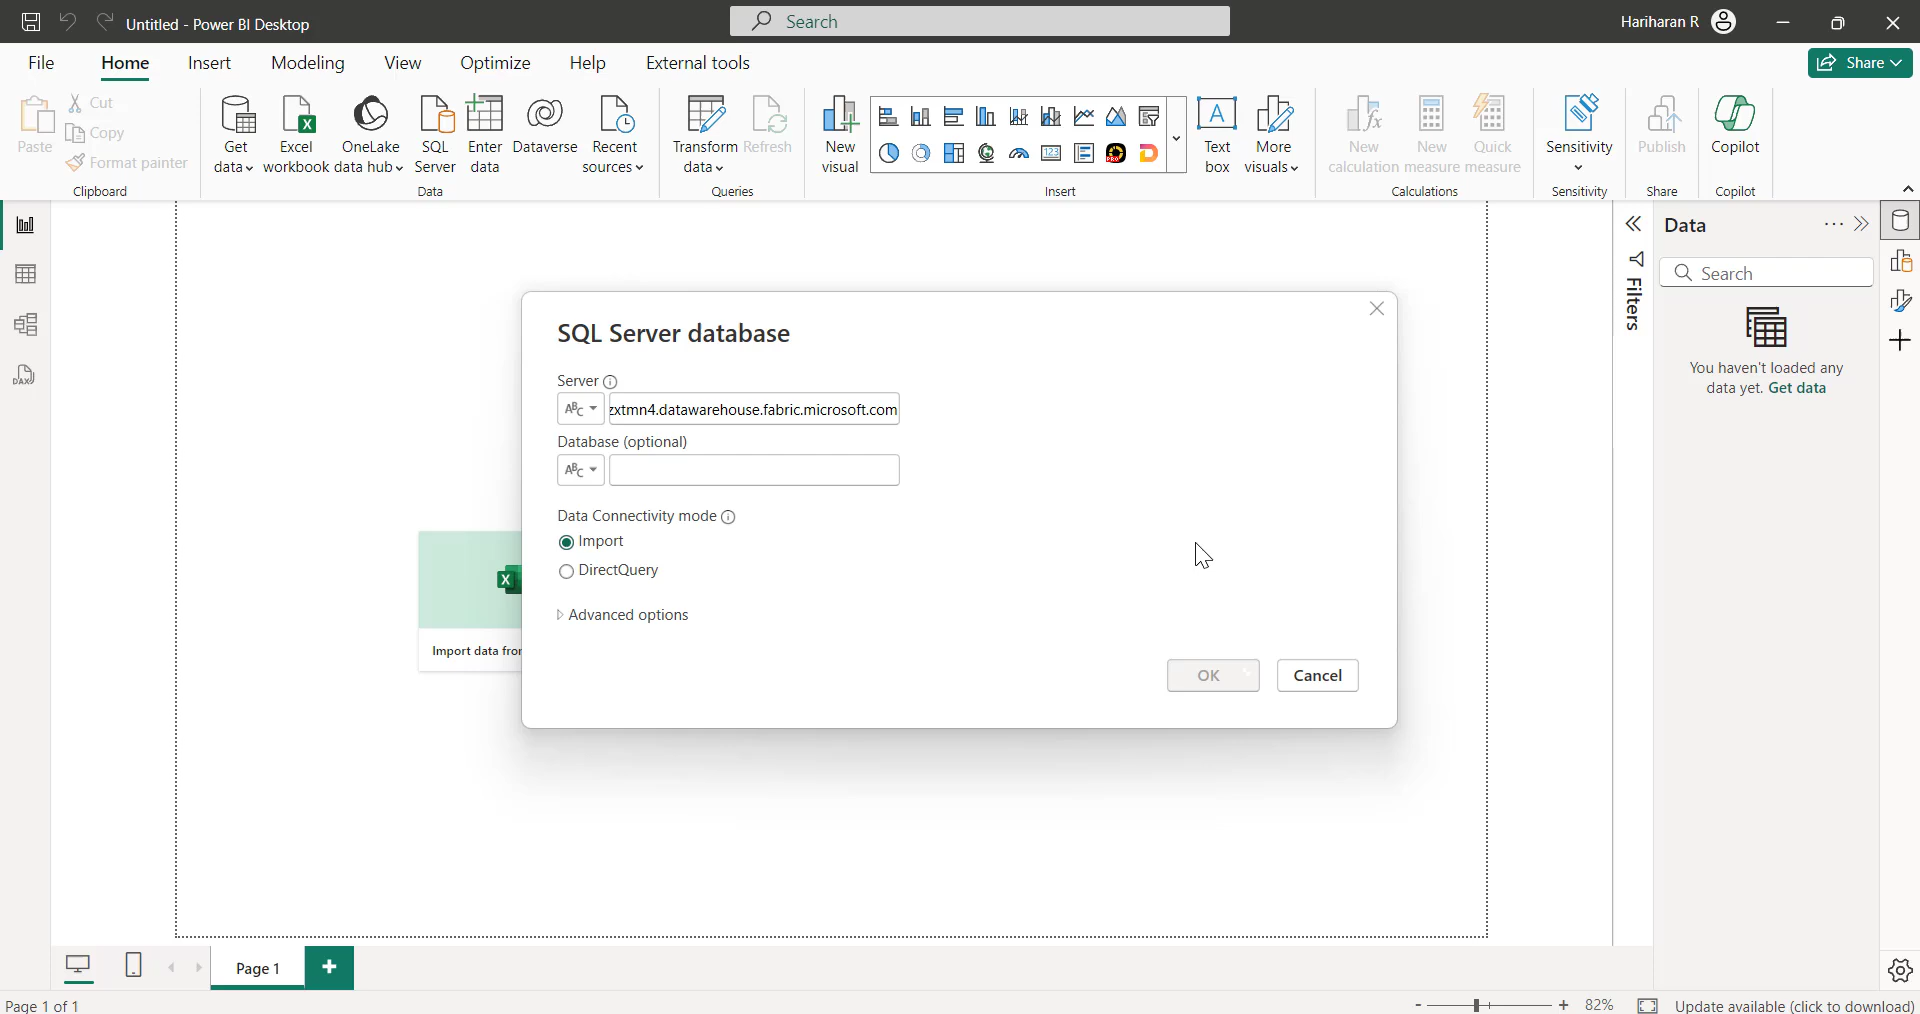 Untitled - Power BI Desktop
Search
Hariharan R
File
Home
Insert
Modeling
View
Optimize
Help
External tools
Share
Paste
Cut
Copy
Format painter
Clipboard
Get data
Excel workbook
OneLake data hub
SQL Server
Enter data
Dataverse
Recent sources
Data
Transform data
Refresh
Queries
New visual
Text box
More visuals
Insert
New calculation
New measure
Quick measure
Calculations
Sensitivity
Sensitivity
Publish
Share
Copilot
Copilot
Data
Search
Filters
You haven't loaded any
data yet. Get data
SQL Server database
Server
zxtmn4.datawarehouse.fabric.microsoft.com
Database (optional)
Data Connectivity mode
Import
DirectQuery
Advanced options
OK
Cancel
Import data from
Page 1
Page 1 of 1
82%
Update available (click to download)